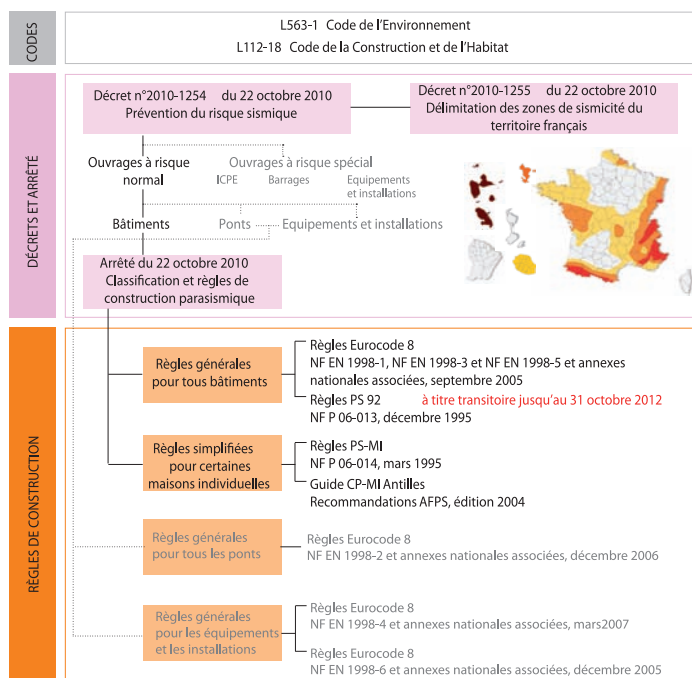 CODES
L563-1 Code de l'Environnement
L112-18 Code de la Construction et de l'Habitat
DÉCRETS ET ARRÊTÉ
Décret n°2010-1254 du 22 octobre 2010
Prévention du risque sismique
Décret n°2010-1255 du 22 octobre 2010
Délimitation des zones de sismicité du
territoire français
Ouvrages à risque
normal
Ouvrages à risque spécial
ICPE Barrages Equipements
et installations
Bâtiments Ponts Equipements et installations
Arrêté du 22 octobre 2010
Classification et règles de
construction parasismique
RÈGLES DE CONSTRUCTION
Règles générales
pour tous bâtiments
Règles Eurocode 8
NF EN 1998-1, NF EN 1998-3 et NF EN 1998-5 et annexes
nationales associées, septembre 2005
Règles PS 92 à titre transitoire jusqu'au 31 octobre 2012
NF P 06-013, décembre 1995
Règles simplifiées
pour certaines
maisons individuelles
Règles PS-MI
NF P 06-014, mars 1995
Guide CP-MI Antilles
Recommandations AFPS, édition 2004
Règles générales
pour tous les ponts
Règles Eurocode 8
NF EN 1998-2 et annexes nationales associées, décembre 2006
Règles générales
pour les équipements
et les installations
Règles Eurocode 8
NF EN 1998-4 et annexes nationales associées, mars2007
Règles Eurocode 8
NF EN 1998-6 et annexes nationales associées, décembre 2005